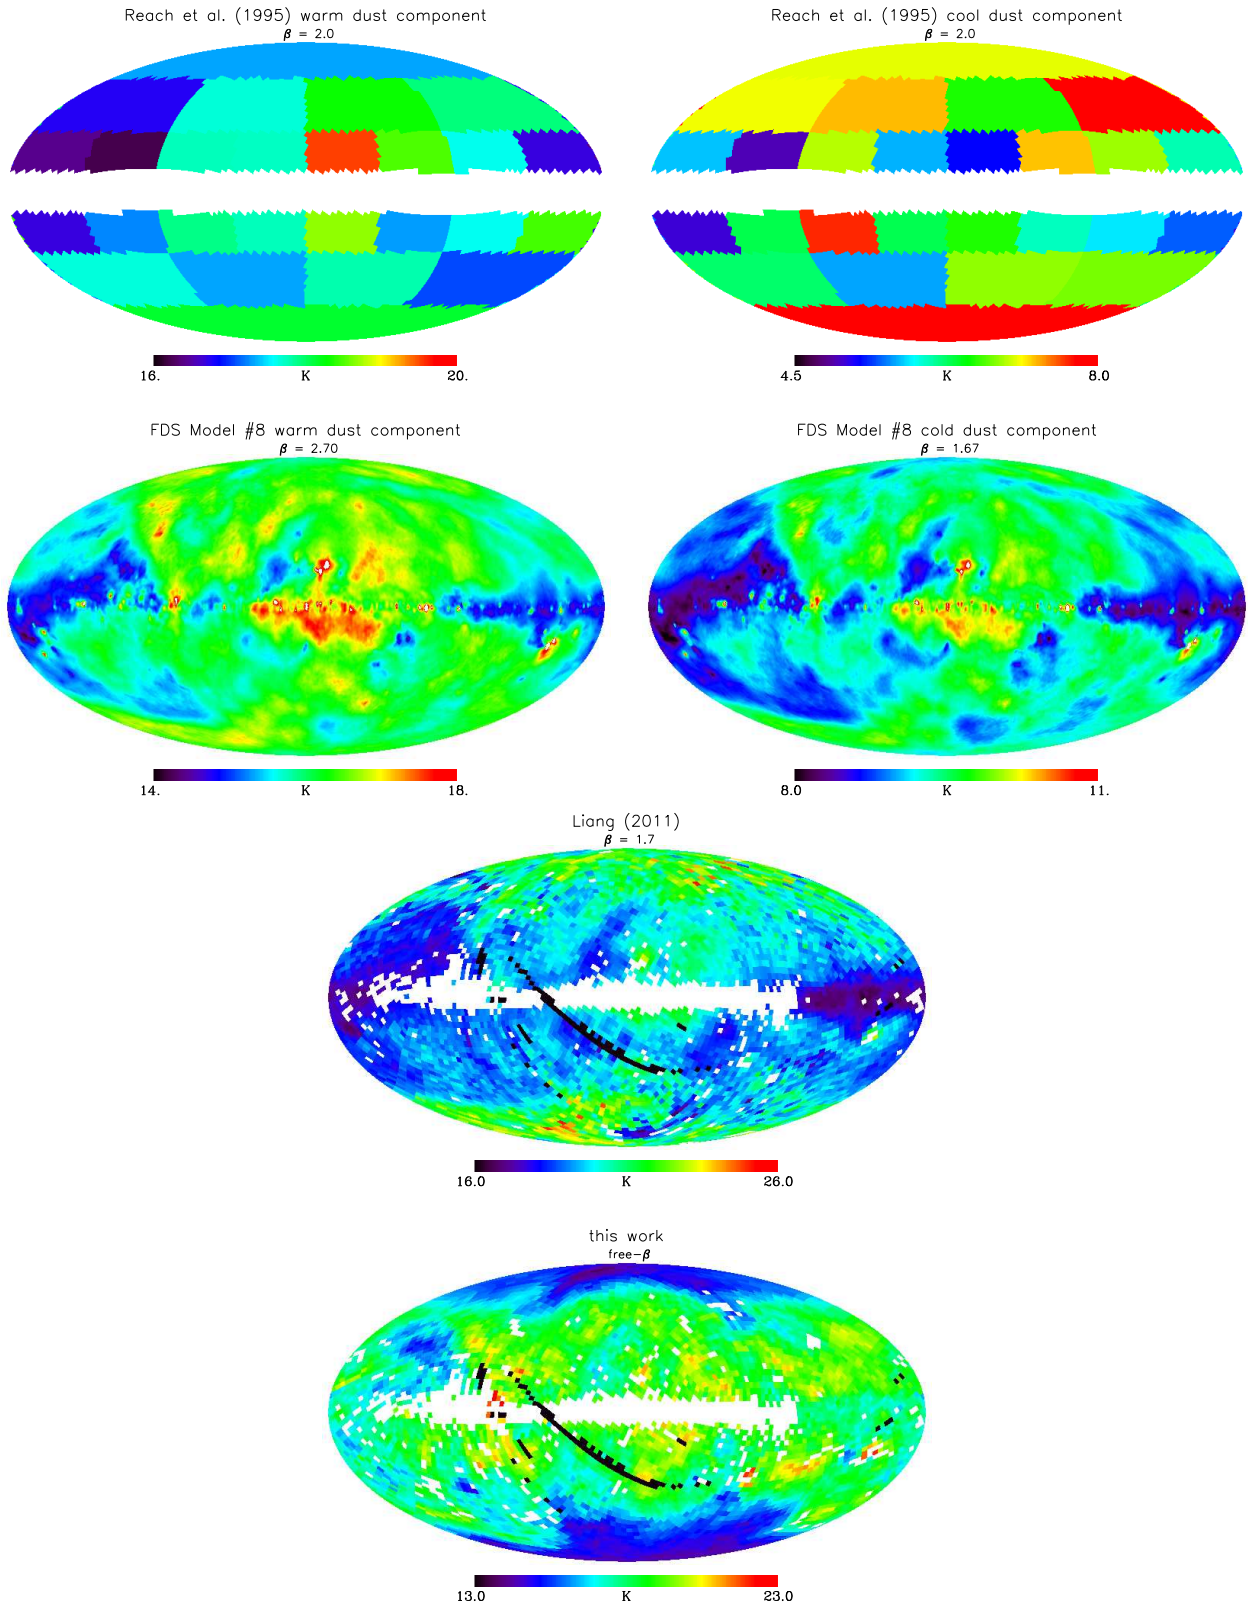 Reach et al. (1995) warm dust component
β = 2.0
16. K 20.
Reach et al. (1995) cool dust component
β = 2.0
4.5 K 8.0
FDS Model #8 warm dust component
β = 2.70
14. K 18.
FDS Model #8 cold dust component
β = 1.67
8.0 K 11.
Liang (2011)
β = 1.7
16.0 K 26.0
this work
free-β
13.0 K 23.0